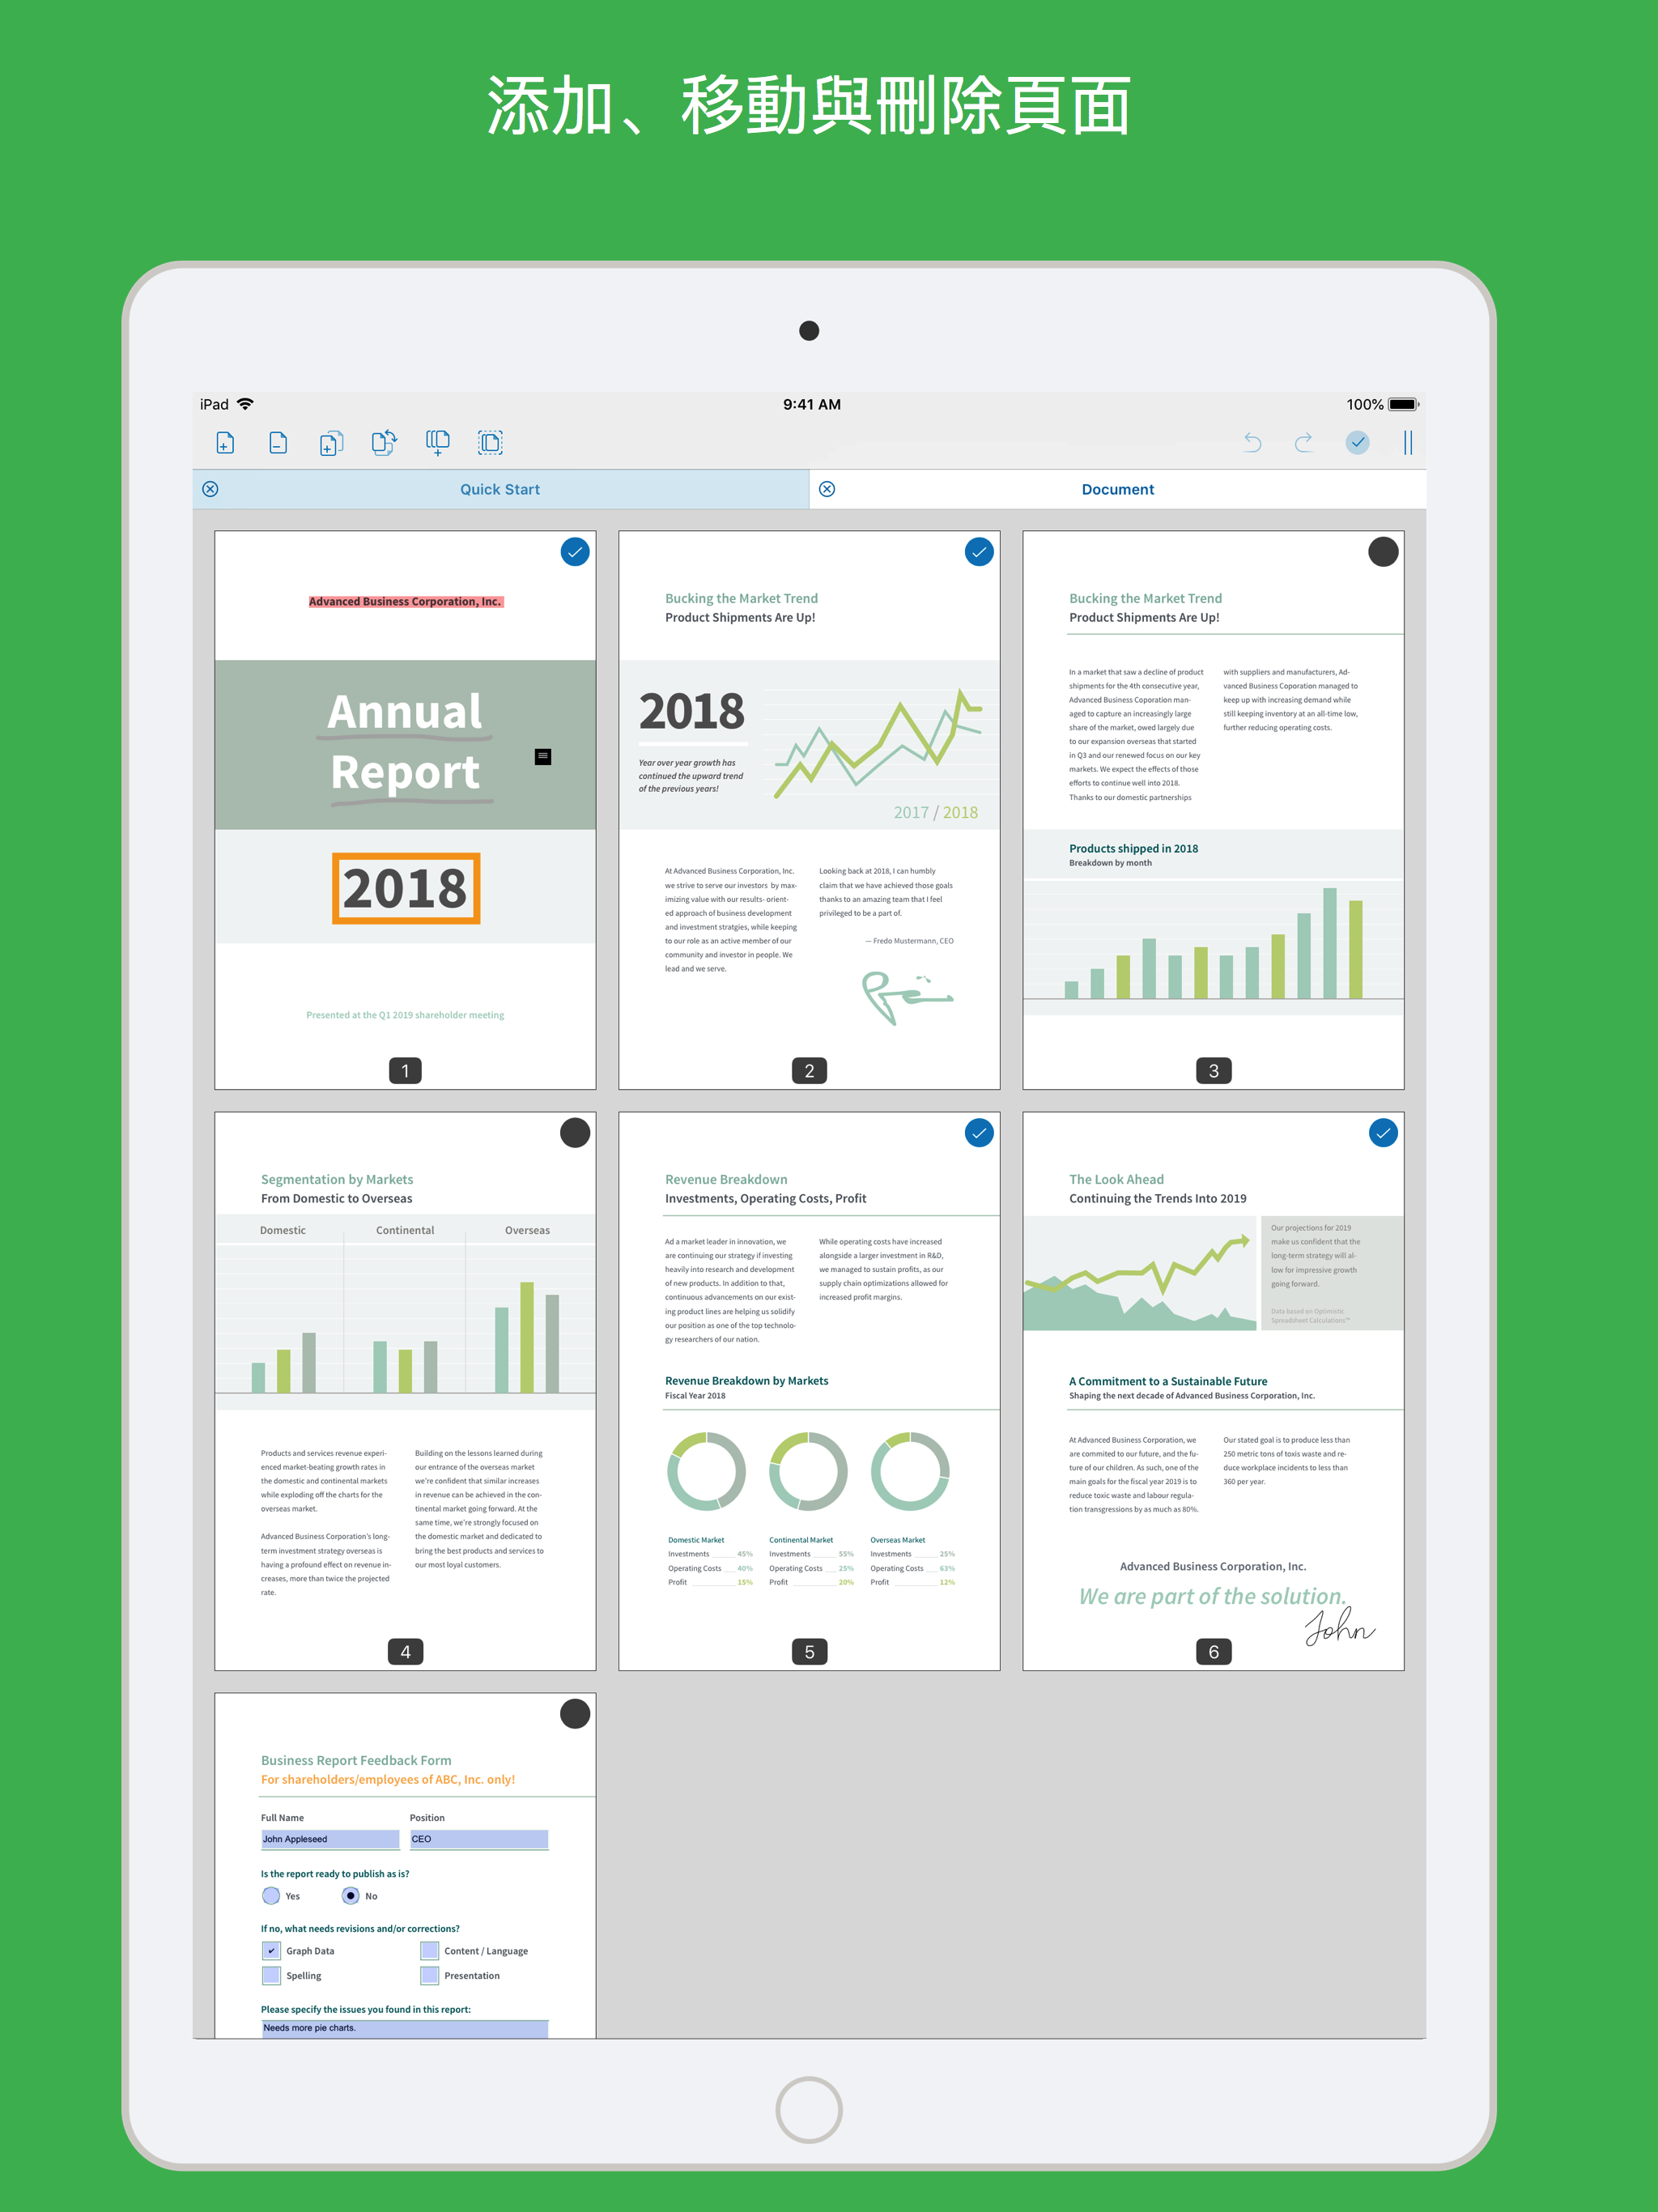 添加、移動與刪除頁面
iPad
9:41 AM
100%
Quick Start
Document
Advanced Business Corporation, Inc.
Annual
Report
2018
Presented at the Q1 2019 shareholder meeting
1
Bucking the Market Trend
Product Shipments Are Up!
2018
Year over year growth has
continued the upward trend
of the previous years!
2017 / 2018
At Advanced Business Corporation, Inc.
we strive to serve our investors by max-
imizing value with our results- orient-
ed approach of business development
and investment stratgies, while keeping
to our role as an active member of our
community and investor in people. We
lead and we serve.
Looking back at 2018, I can humbly
claim that we have achieved those goals
thanks to an amazing team that I feel
privileged to be a part of.
— Fredo Mustermann, CEO
2
Bucking the Market Trend
Product Shipments Are Up!
In a market that saw a decline of product
shipments for the 4th consecutive year,
Advanced Business Coporation man-
aged to capture an increasingly large
share of the market, owed largely due
to our expansion overseas that started
in Q3 and our renewed focus on our key
markets. We expect the effects of those
efforts to continue well into 2018.
Thanks to our domestic partnerships
with suppliers and manufacturers, Ad-
vanced Business Coporation managed to
keep up with increasing demand while
still keeping inventory at an all-time low,
further reducing operating costs.
Products shipped in 2018
Breakdown by month
3
Segmentation by Markets
From Domestic to Overseas
Domestic
Continental
Overseas
Products and services revenue experi-
enced market-beating growth rates in
the domestic and continental markets
while exploding off the charts for the
overseas market.
Advanced Business Corporation's long-
term investment strategy overseas is
having a profound effect on revenue in-
creases, more than twice the projected
rate.
Building on the lessons learned during
our entrance of the overseas market
we're confident that similar increases
in revenue can be achieved in the con-
tinental market going forward. At the
same time, we're strongly focused on
the domestic market and dedicated to
bring the best products and services to
our most loyal customers.
4
Revenue Breakdown
Investments, Operating Costs, Profit
Ad a market leader in innovation, we
are continuing our strategy if investing
heavily into research and development
of new products. In addition to that,
continuous advancements on our exist-
ing product lines are helping us solidify
our position as one of the top technolo-
gy researchers of our nation.
While operating costs have increased
alongside a larger investment in R&D,
we managed to sustain profits, as our
supply chain optimizations allowed for
increased profit margins.
Revenue Breakdown by Markets
Fiscal Year 2018
Domestic Market
Investments 45%
Operating Costs 40%
Profit 15%
Continental Market
Investments 55%
Operating Costs 25%
Profit 20%
Overseas Market
Investments 25%
Operating Costs 63%
Profit 12%
5
The Look Ahead
Continuing the Trends Into 2019
Our projections for 2019
make us confident that the
long-term strategy will al-
low for impressive growth
going forward.
Data based on Optimistic
Spreadsheet Calculations™
A Commitment to a Sustainable Future
Shaping the next decade of Advanced Business Corporation, Inc.
At Advanced Business Corporation, we
are commited to our future, and the fu-
ture of our children. As such, one of the
main goals for the fiscal year 2019 is to
reduce toxic waste and labour regula-
tion transgressions by as much as 80%.
Our stated goal is to produce less than
250 metric tons of toxis waste and re-
duce workplace incidents to less than
360 per year.
Advanced Business Corporation, Inc.
We are part of the solution.
John
6
Business Report Feedback Form
For shareholders/employees of ABC, Inc. only!
Full Name
Position
John Appleseed
CEO
Is the report ready to publish as is?
Yes
No
If no, what needs revisions and/or corrections?
Graph Data
Content / Language
Spelling
Presentation
Please specify the issues you found in this report:
Needs more pie charts.